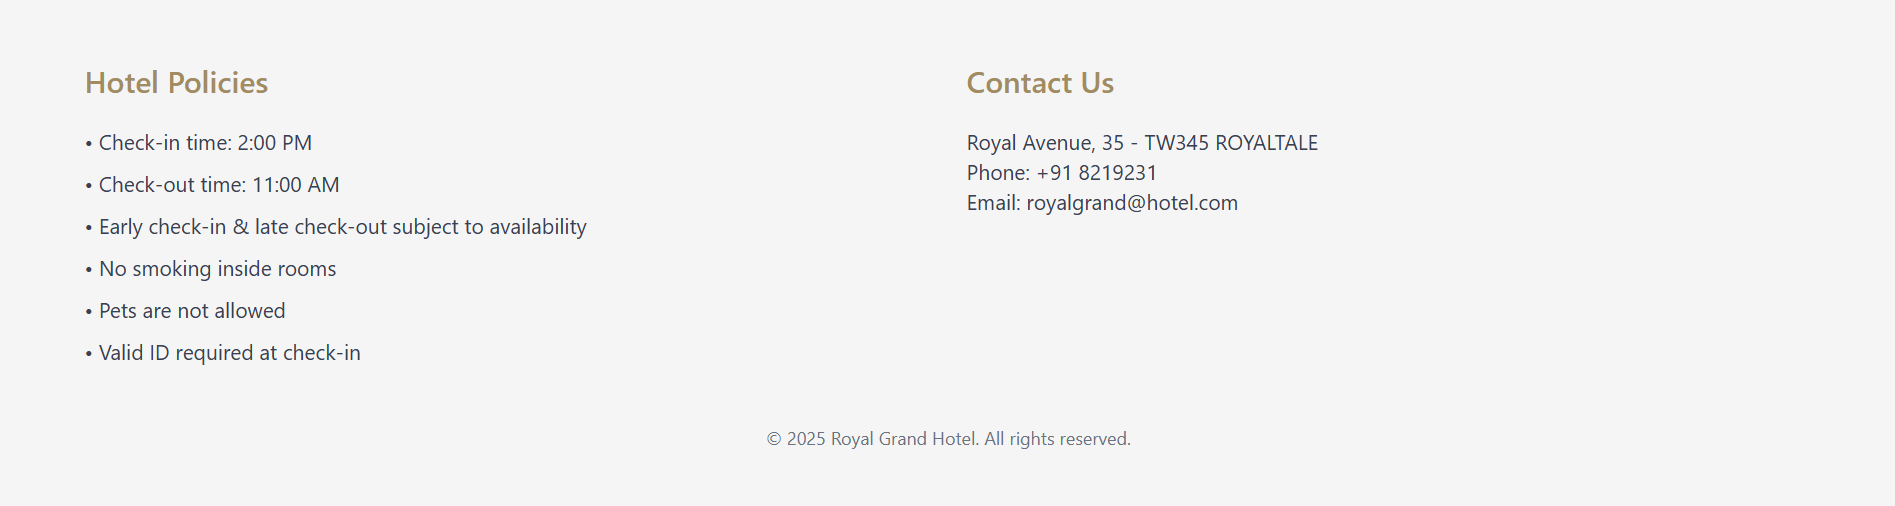 Hotel Policies
• Check-in time: 2:00 PM
• Check-out time: 11:00 AM
• Early check-in & late check-out subject to availability
• No smoking inside rooms
• Pets are not allowed
• Valid ID required at check-in
Contact Us
Royal Avenue, 35 - TW345 ROYALTALE
Phone: +91 8219231
Email: royalgrand@hotel.com
© 2025 Royal Grand Hotel. All rights reserved.